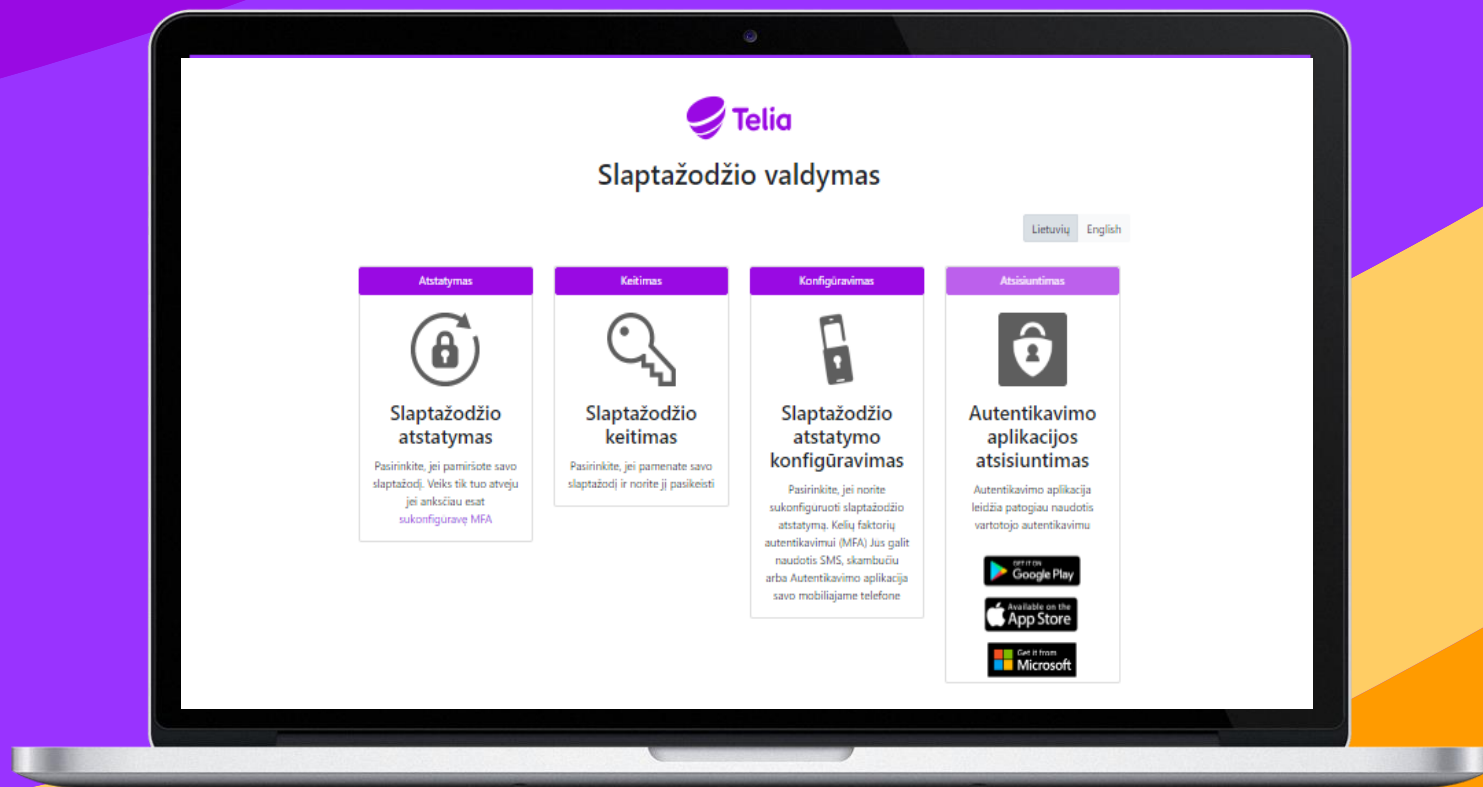 Telia
Slaptažodžio valdymas
Lietuvių English
Atstatymas
Slaptažodžio
atstatymas
Pasirinkite, jei pamiršote savo
slaptažodį. Veiks tik tuo atveju
jei anksčiau esat
sukonfigūravę MFA
Keitimas
Slaptažodžio
keitimas
Pasirinkite, jei pamenate savo
slaptažodį ir norite jį pasikeisti
Konfigūravimas
Slaptažodžio
atstatymo
konfigūravimas
Pasirinkite, jei norite
sukonfigūruoti slaptažodžio
atstatymą. Kelių faktorių
autentikavimui (MFA) Jus galit
naudotis SMS, skambučiu
arba Autentikavimo aplikacija
savo mobiliajame telefone
Atsisiuntimas
Autentikavimo
aplikacijos
atsisiuntimas
Autentikavimo aplikacija
leidžia patogiau naudotis
vartotojo autentikavimu
GET IT ON
Google Play
Available on the
App Store
Get it from
Microsoft